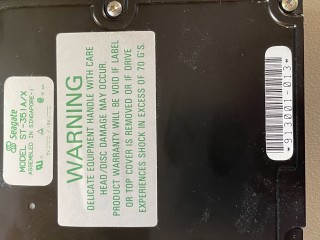 Seagate
MODEL ST-351A/X
ASSEMBLED IN SINGAPORE-1
WARNING
DELICATE EQUIPMENT HANDLE WITH CARE
HEAD/DISC DAMAGE MAY OCCUR.
PRODUCT WARRANTY WILL BE VOID IF LABEL
OR TOP COVER IS REMOVED OR IF DRIVE
EXPERIENCES SHOCK IN EXCESS OF 70 G'S.
*913001-013*